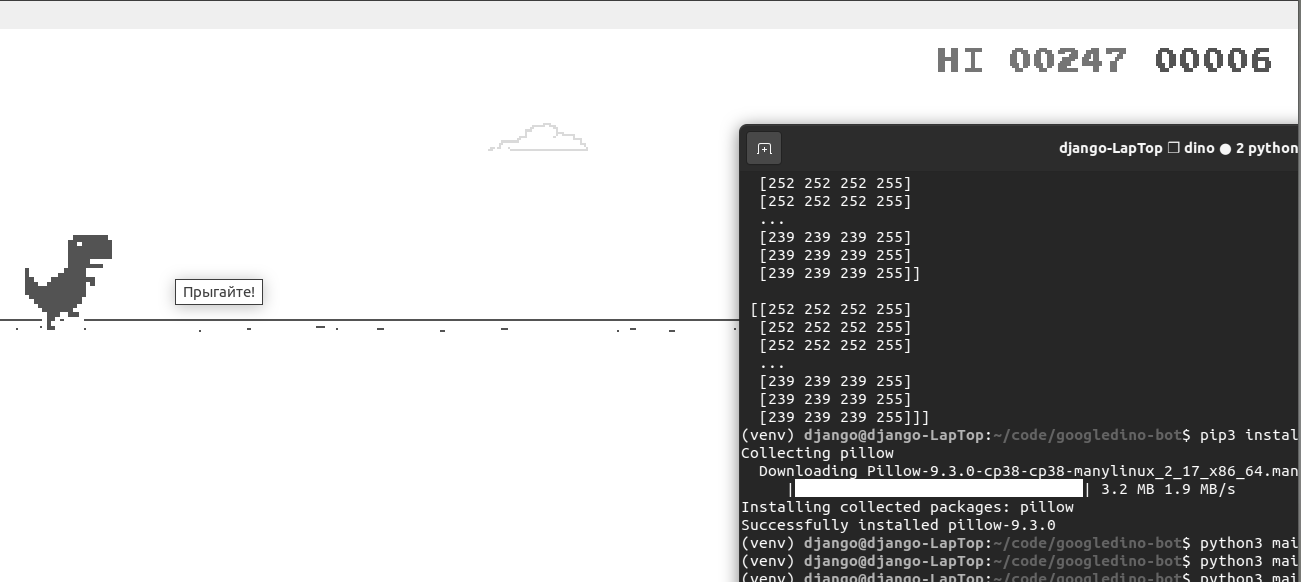 HI 00247 00006
Прыгайте!
django-LapTop ❐ dino ● 2 python
[252 252 252 255]
[252 252 252 255]
...
[239 239 239 255]
[239 239 239 255]
[239 239 239 255]]
[[252 252 252 255]
[252 252 252 255]
[252 252 252 255]
...
[239 239 239 255]
[239 239 239 255]
[239 239 239 255]]]
(venv) django@django-LapTop:~/code/googledino-bot$ pip3 instal
Collecting pillow
Downloading Pillow-9.3.0-cp38-cp38-manylinux_2_17_x86_64.man
| | 3.2 MB 1.9 MB/s
Installing collected packages: pillow
Successfully installed pillow-9.3.0
(venv) django@django-LapTop:~/code/googledino-bot$ python3 mai
(venv) django@django-LapTop:~/code/googledino-bot$ python3 mai
(venv) django@django-LapTop:~/code/googledino-bot$ python3 mai